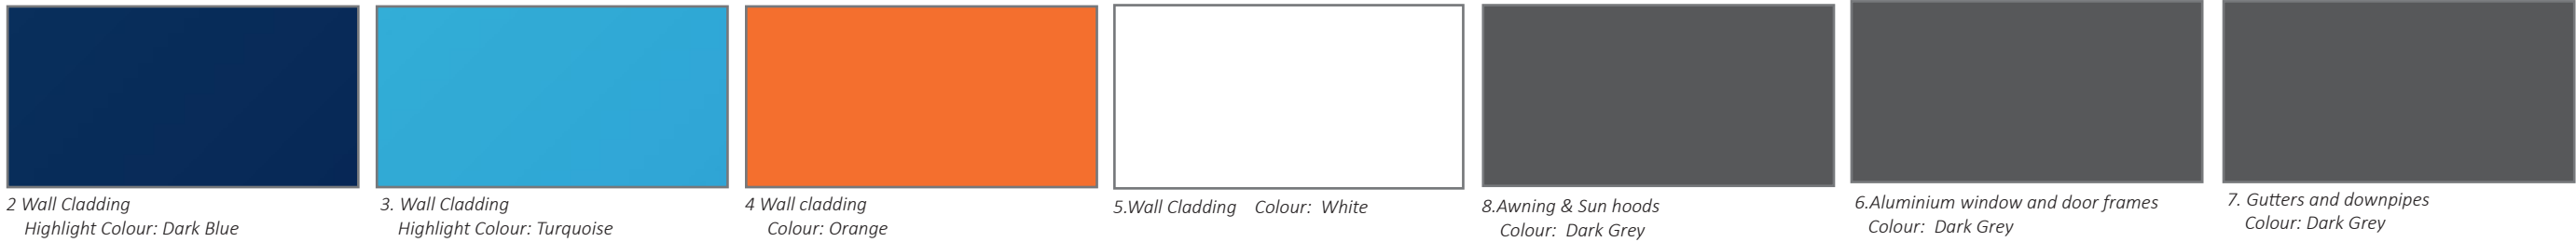 2 Wall Cladding
Highlight Colour: Dark Blue
3. Wall Cladding
Highlight Colour: Turquoise
4 Wall cladding
Colour: Orange
5.Wall Cladding    Colour:  White
8.Awning & Sun hoods
Colour:  Dark Grey
6.Aluminium window and door frames
Colour:  Dark Grey
7. Gutters and downpipes
Colour: Dark Grey